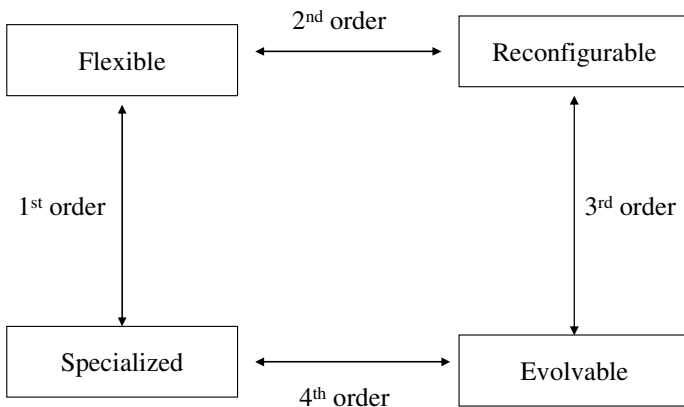 2nd order
Flexible
Reconfigurable
1st order
3rd order
Specialized
Evolvable
4th order